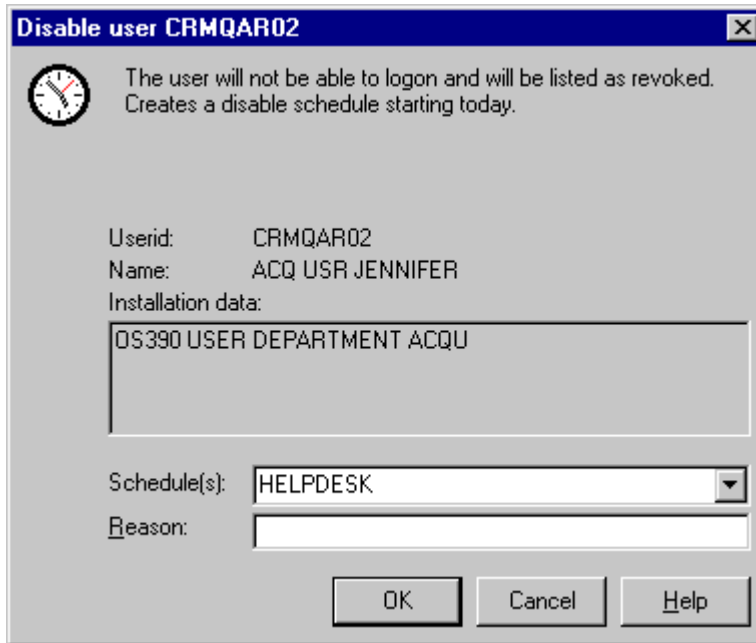 Disable user CRMQAR02
The user will not be able to logon and will be listed as revoked.
Creates a disable schedule starting today.
Userid: CRMQAR02
Name: ACQ USR JENNIFER
Installation data:
OS390 USER DEPARTMENT ACQU
Schedule(s): HELPDESK
Reason:
OK Cancel Help